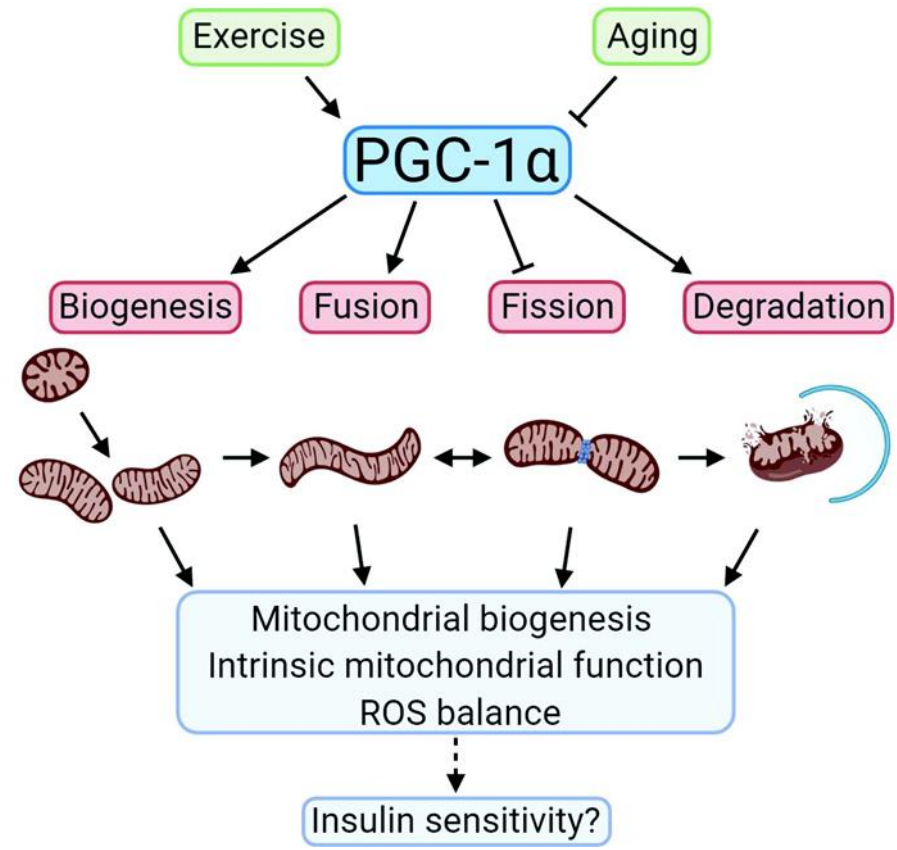 Exercise
Aging
PGC-1α
Biogenesis
Fusion
Fission
Degradation
Mitochondrial biogenesis
Intrinsic mitochondrial function
ROS balance
Insulin sensitivity?